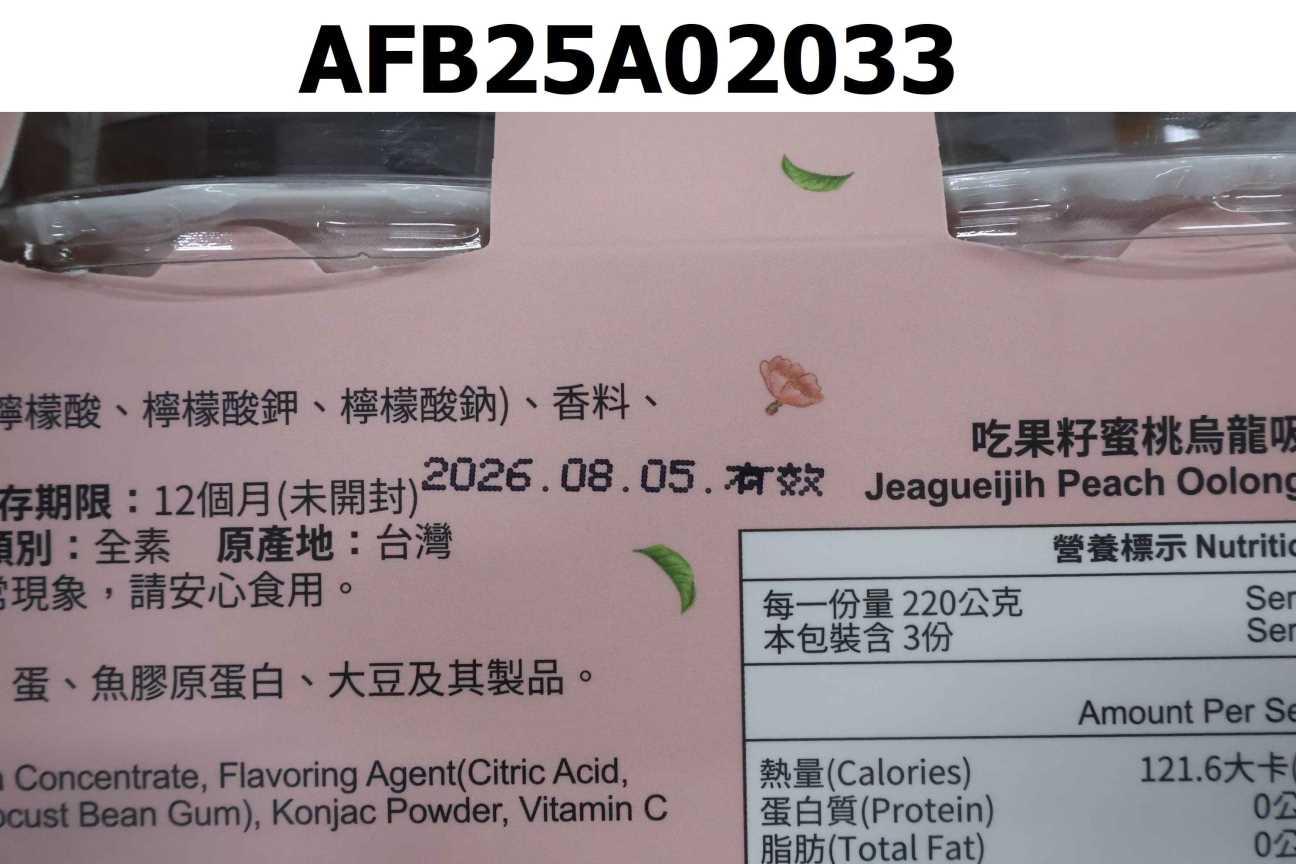 AFB25A02033
檸檬酸、檸檬酸鉀、檸檬酸鈉)、香料、
存期限：12個月(未開封)
2026.08.05.有效
類別：全素 原產地：台灣
常現象，請安心食用。
蛋、魚膠原蛋白、大豆及其製品。
Concentrate, Flavoring Agent(Citric Acid,
ocust Bean Gum), Konjac Powder, Vitamin C
吃果籽蜜桃烏龍吸
Jeagueijih Peach Oolong
營養標示 Nutritio
每一份量 220公克
Ser
本包裝含 3份
Ser
Amount Per Se
熱量(Calories) 121.6大卡(
蛋白質(Protein) 0公
脂肪(Total Fat) 0公